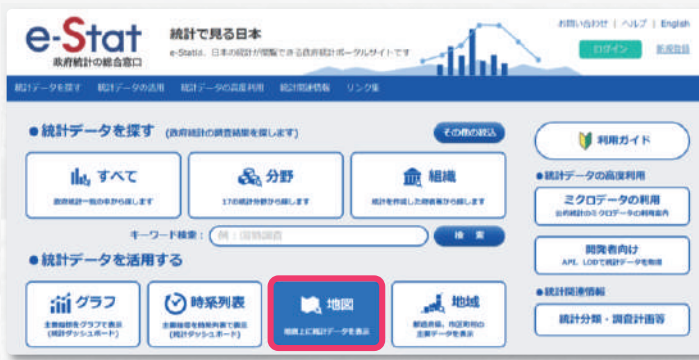 e-Stat
政府統計の総合窓口
統計で見る日本
e-Statは、日本の統計が閲覧できる政府統計ポータルサイトです
お問い合わせ | ヘルプ | English
ログイン 新規登録
統計データを探す 統計データの活用 統計データの高度利用 統計関連情報 リンク集
●統計データを探す (政府統計の調査結果を探します)
その他の絞込
すべて
政府統計一覧の中から探します
分野
17の統計分野から探します
組織
統計を作成した府省等から探します
キーワード検索: 例:国勢調査
検 索
●統計データを活用する
グラフ
主要指標をグラフで表示
(統計ダッシュボード)
時系列表
主要指標を時系列表で表示
(統計ダッシュボード)
地図
地図上に統計データを表示
地域
都道府県、市区町村の
主要データを表示
利用ガイド
●統計データの高度利用
ミクロデータの利用
公的統計のミクロデータの利用案内
開発者向け
API、LODで統計データを取得
●統計関連情報
統計分類・調査計画等